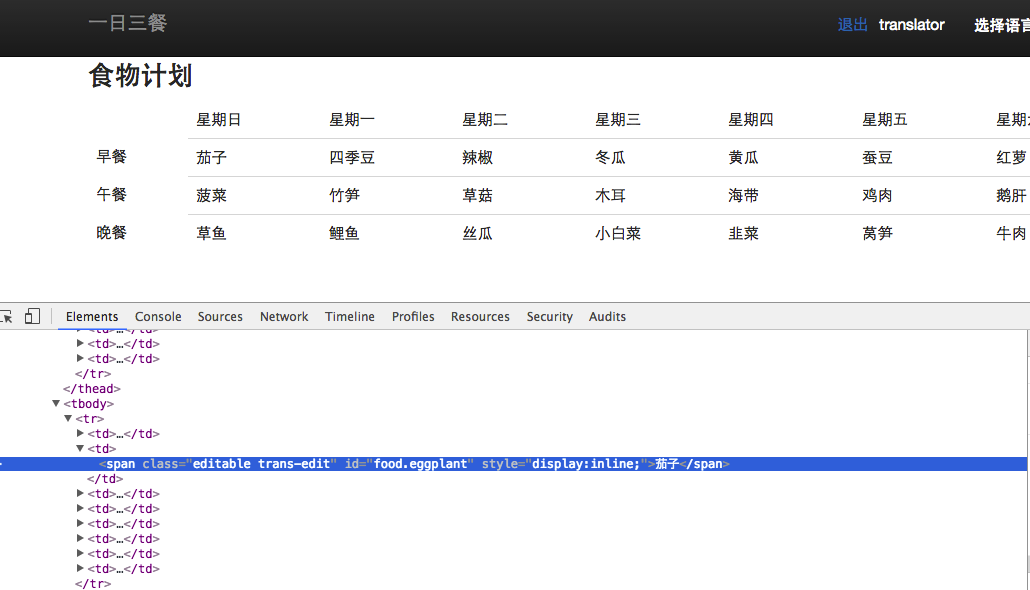 一日三餐 退出 translator 选择语言
食物计划
星期日 星期一 星期二 星期三 星期四 星期五 星期
早餐 茄子 四季豆 辣椒 冬瓜 黄瓜 蚕豆 红萝
午餐 菠菜 竹笋 草菇 木耳 海带 鸡肉 鹅肝
晚餐 草鱼 鲤鱼 丝瓜 小白菜 韭菜 莴笋 牛肉
Elements Console Sources Network Timeline Profiles Resources Security Audits
<td>…</td>
<td>…</td>
<td>…</td>
</tr>
</thead>
<tbody>
<tr>
<td>…</td>
<td>
<span class="editable trans-edit" id="food.eggplant" style="display:inline;">茄子</span>
</td>
<td>…</td>
<td>…</td>
<td>…</td>
<td>…</td>
<td>…</td>
<td>…</td>
</tr>